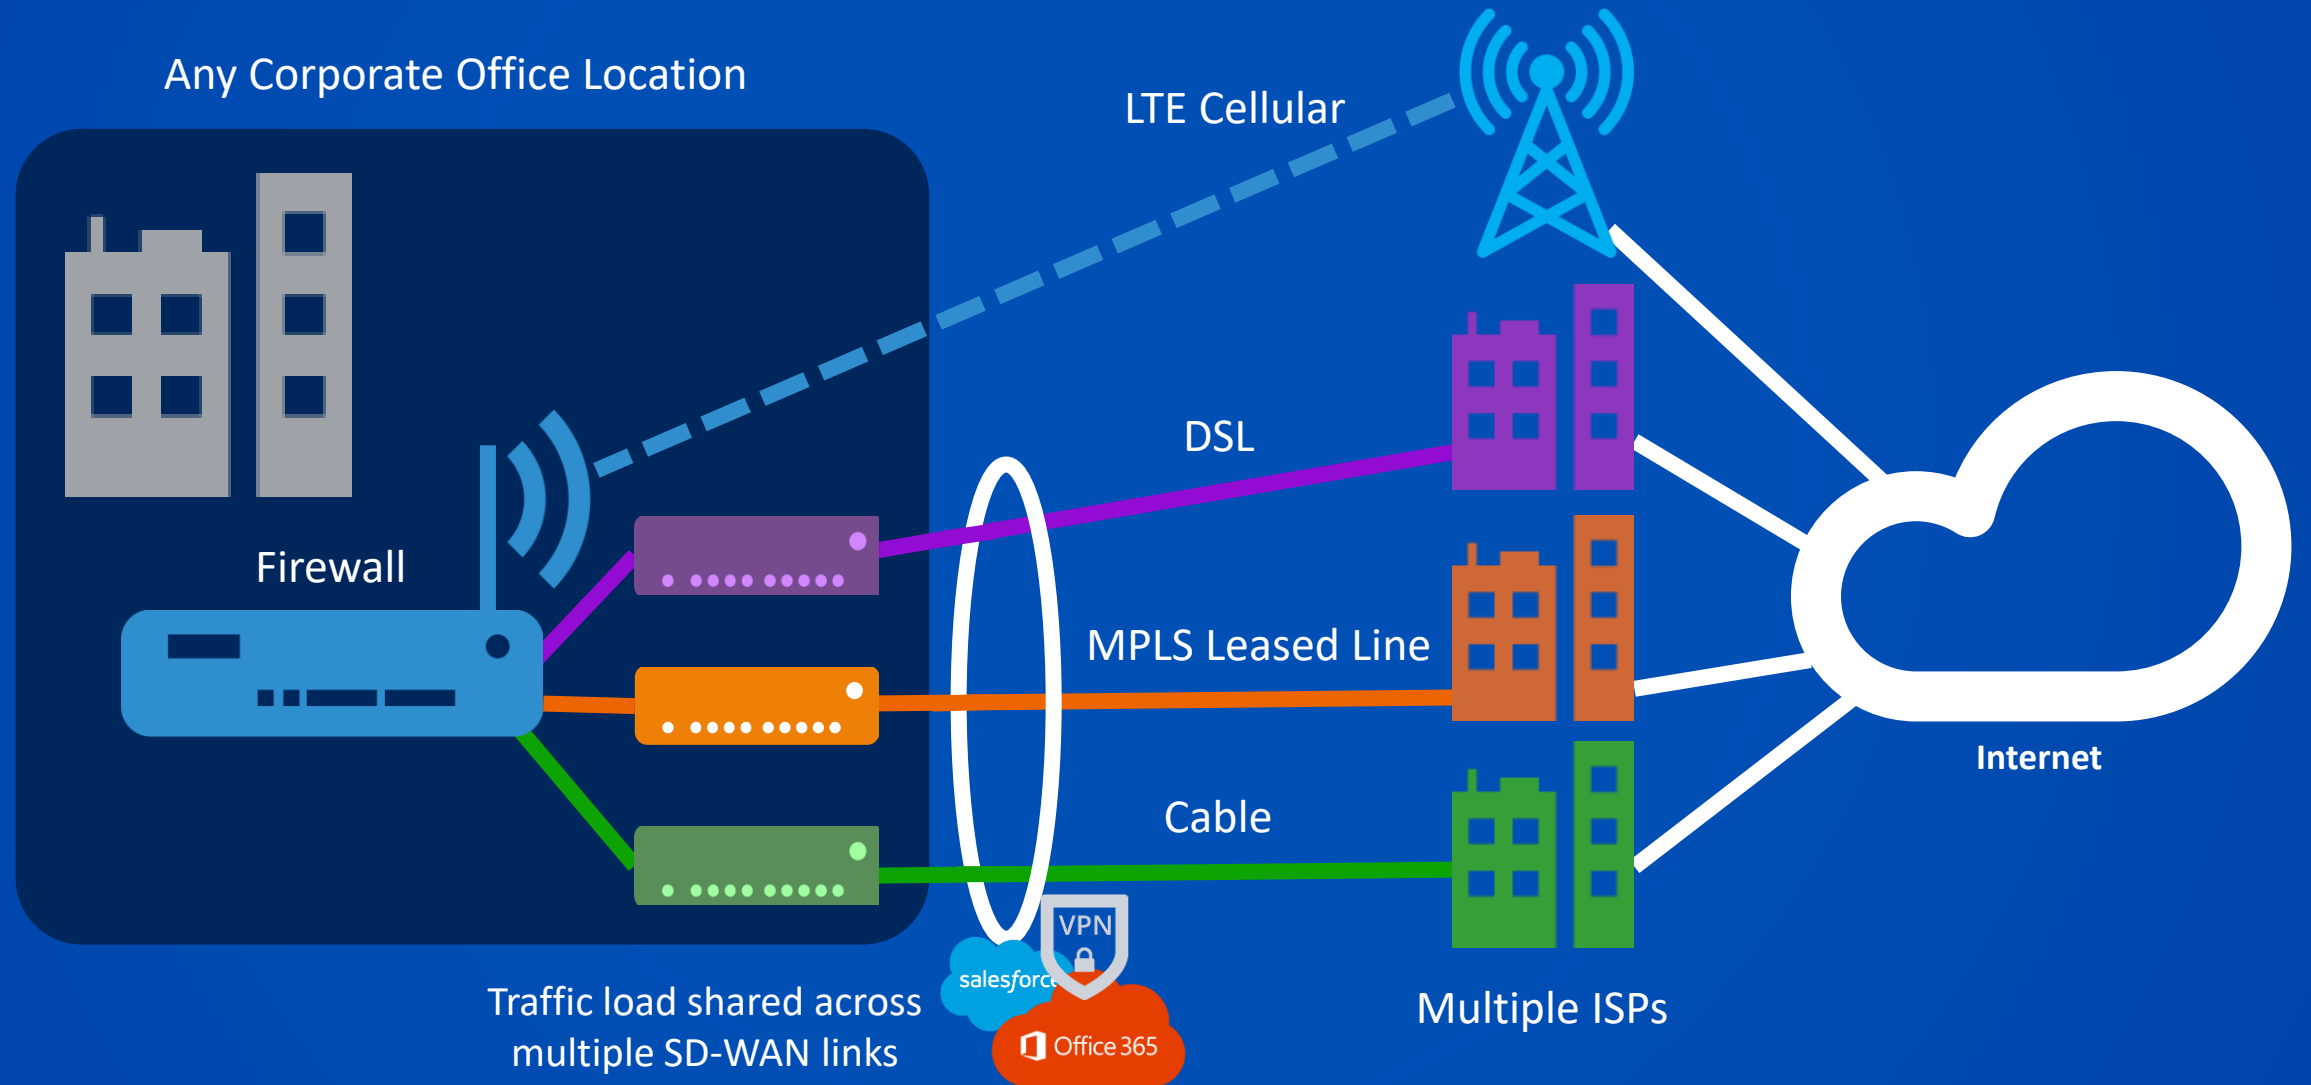 Any Corporate Office Location
LTE Cellular
DSL
Firewall
MPLS Leased Line
Internet
Cable
VPN
salesforce
Traffic load shared across
multiple SD-WAN links
Office 365
Multiple ISPs